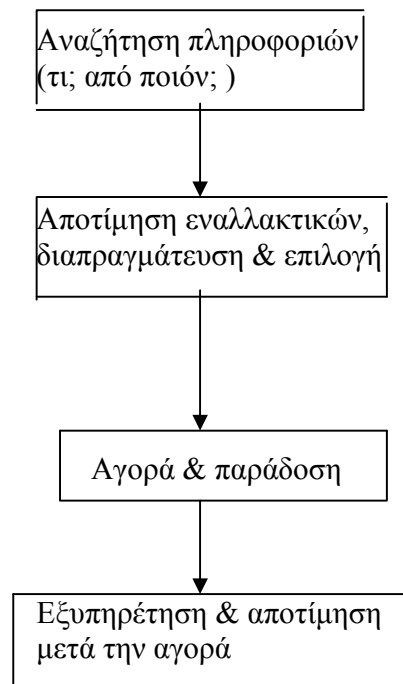 Αναζήτηση πληροφοριών
(τι; από ποιόν; )
Αποτίμηση εναλλακτικών,
διαπραγμάτευση & επιλογή
Αγορά & παράδοση
Εξυπηρέτηση & αποτίμηση
μετά την αγορά